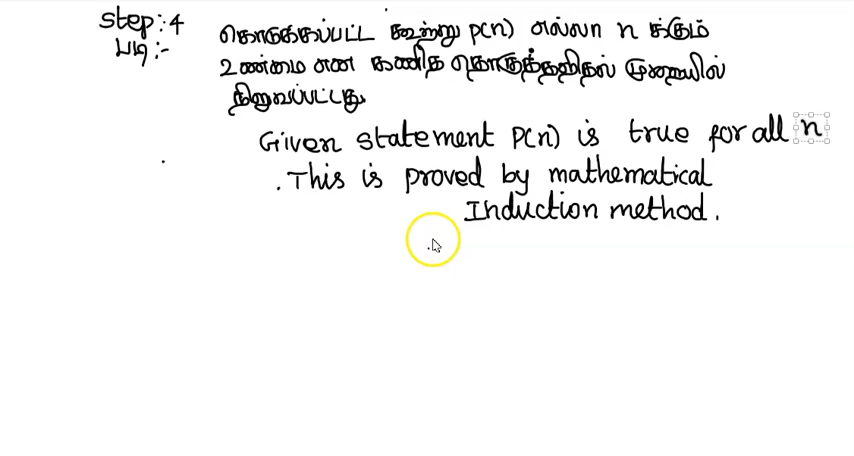 Step:-4
படி:-
கொடுக்கப்பட்ட கூற்று p(n) எல்லா n க்கும்
உண்மை என கணித தொகுத்தறிதல் முறையில்
நிறுவப்பட்டது.
Given statement P(n) is true for all n
. This is proved by mathematical
Induction method.